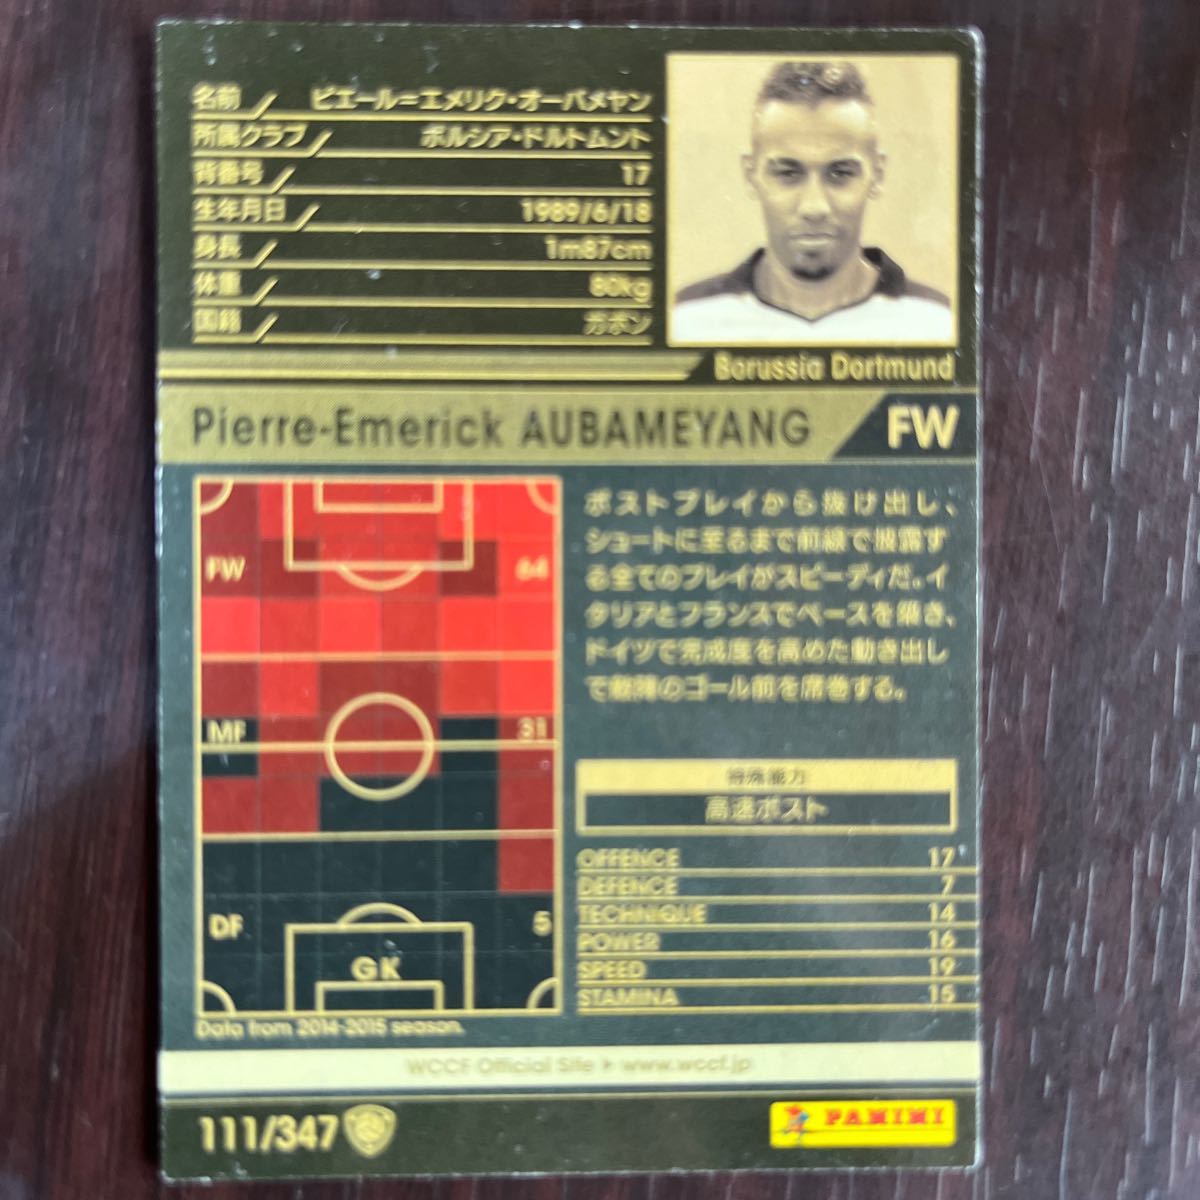 名前 ピエール=エメリク・オーバメヤン
所属クラブ ボルシア・ドルトムント
背番号 17
生年月日 1989/6/18
身長 1m87cm
体重 80kg
国籍 ガボン
Borussia Dortmund
Pierre-Emerick AUBAMEYANG FW
FW 64
MF 31
DF 5
GK
Data from 2014-2015 season.
ポストプレイから抜け出し、
シュートに至るまで前線で披露す
る全てのプレイがスピーディだ。イ
タリアとフランスでベースを築き、
ドイツで完成度を高めた動き出し
で敵陣のゴール前を席巻する。
特殊能力
高速ポスト
OFFENCE 17
DEFENCE 7
TECHNIQUE 14
POWER 16
SPEED 19
STAMINA 15
WCCF Official Site ▶ www.wccf.jp
111/347
PANINI